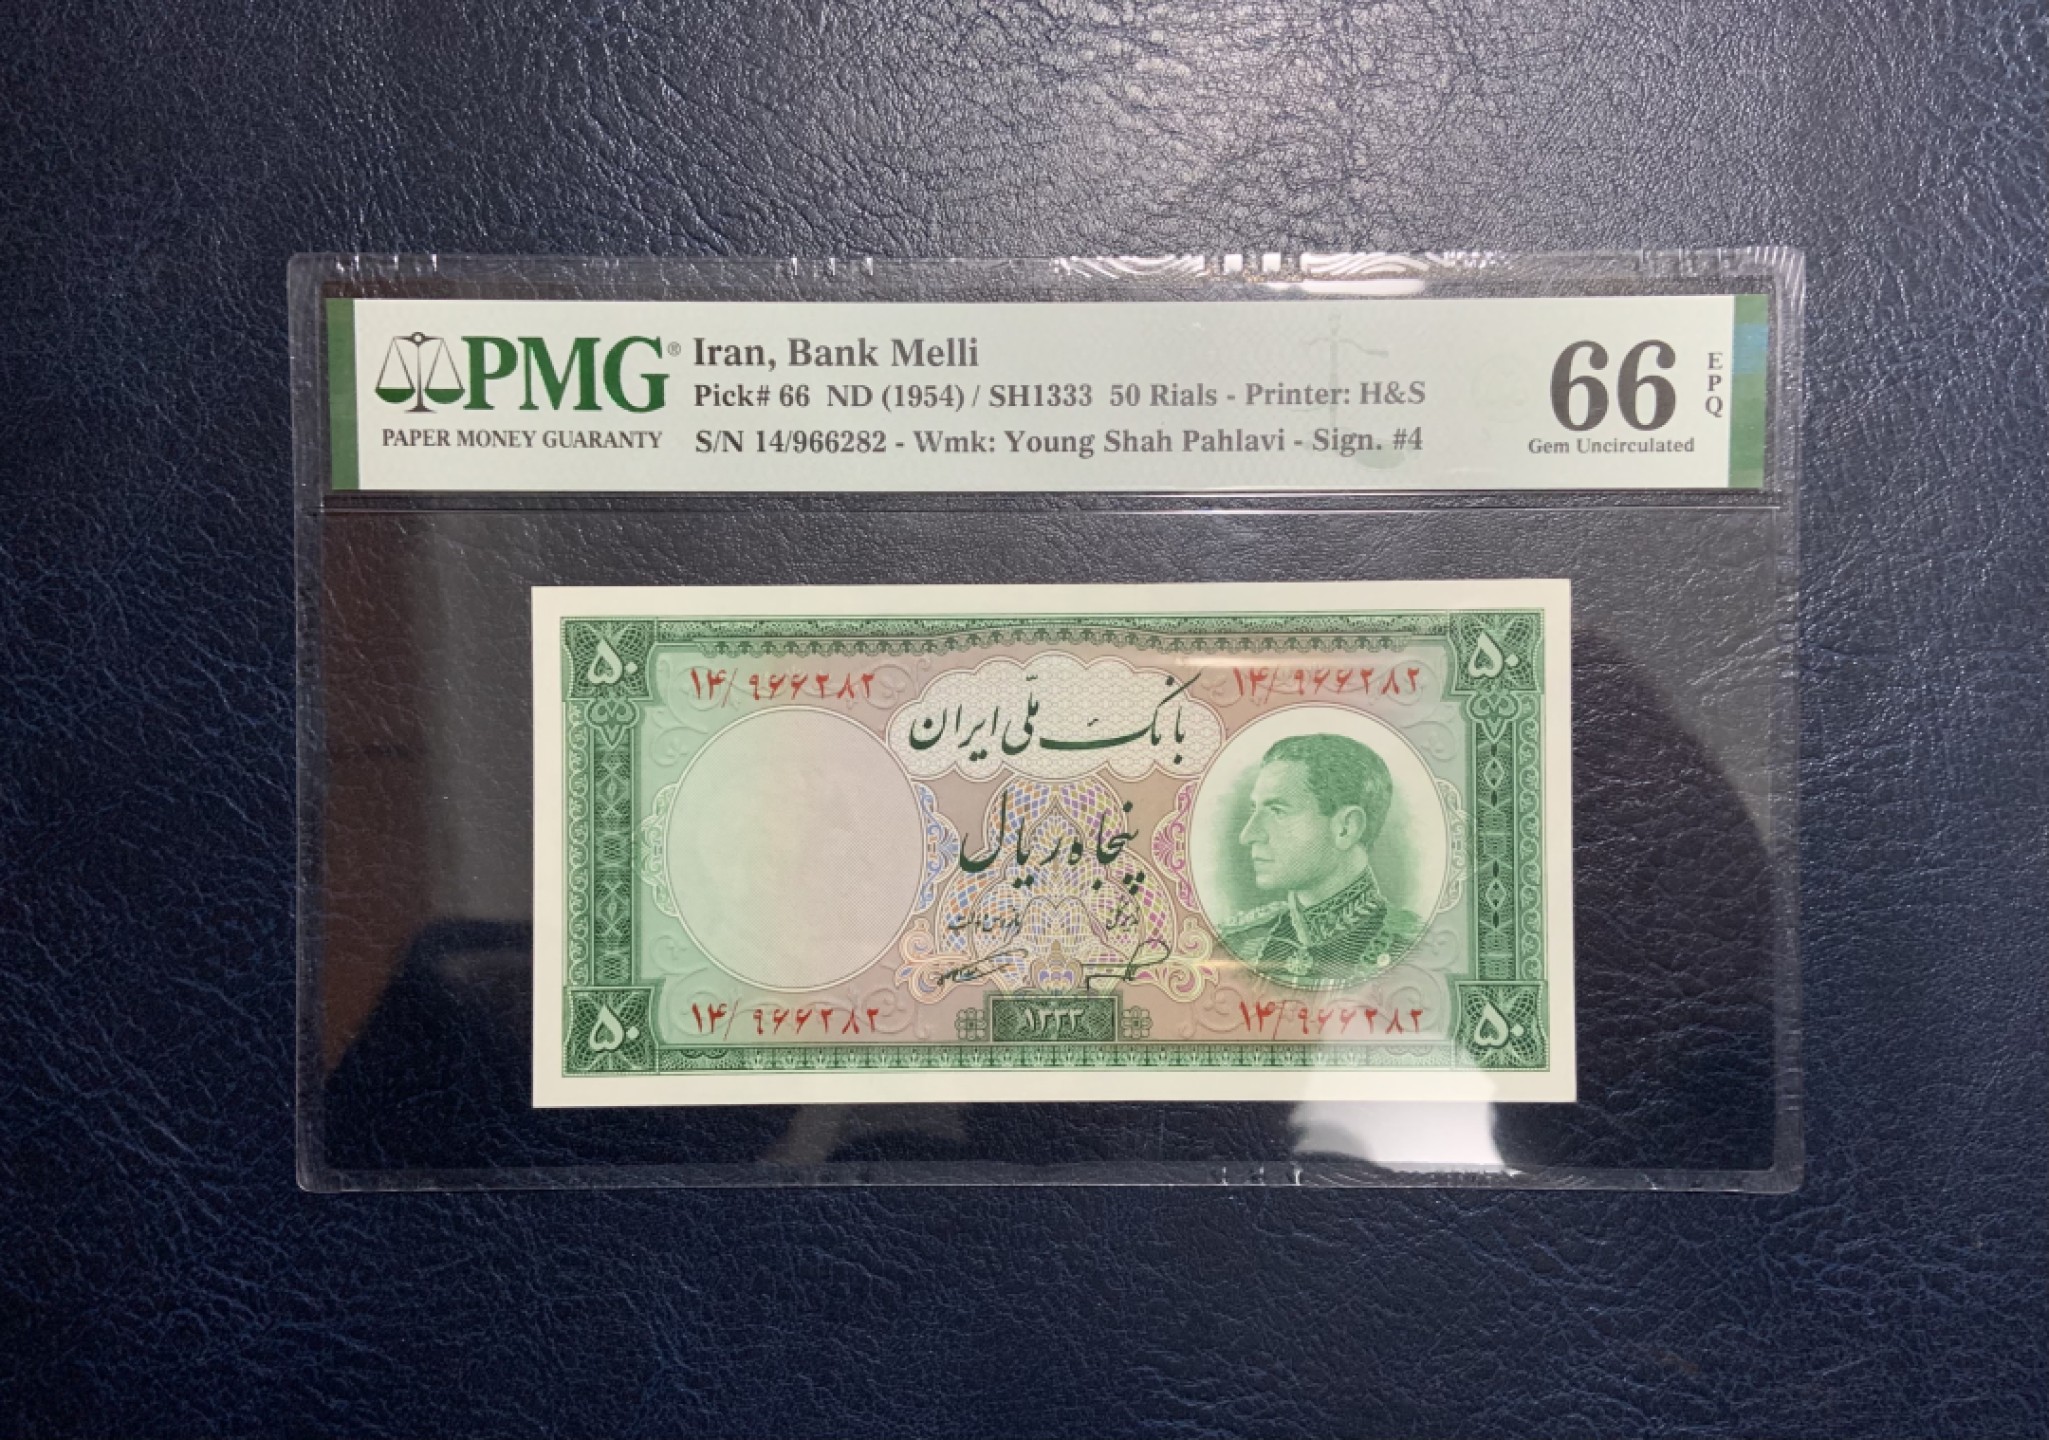 PMG®
PAPER MONEY GUARANTY
Iran, Bank Melli
Pick# 66 ND (1954) / SH1333 50 Rials - Printer: H&S
S/N 14/966282 - Wmk: Young Shah Pahlavi - Sign. #4
66
EPQ
Gem Uncirculated
۵۰
۵۰
۱۴/۹۶۶۲۸۲
۱۴/۹۶۶۲۸۲
بانک ملّی ایران
پنجاه ریال
۱۴/۹۶۶۲۸۲
۱۴/۹۶۶۲۸۲
۵۰
۱۳۳۳
۵۰